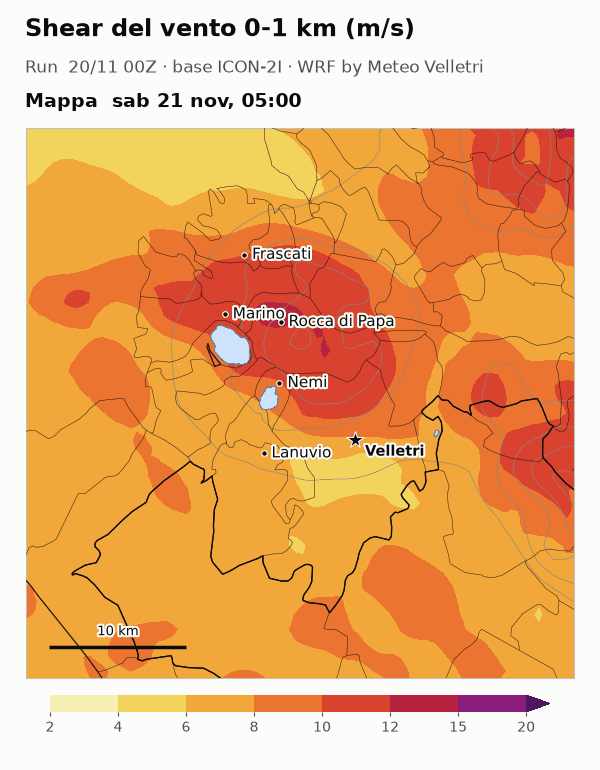 Shear del vento 0-1 km (m/s)
Run  20/11 00Z · base ICON-2I · WRF by Meteo Velletri
Mappa  sab 21 nov, 05:00
Frascati
Marino
Rocca di Papa
Nemi
Velletri
Lanuvio
10 km
2 4 6 8 10 12 15 20